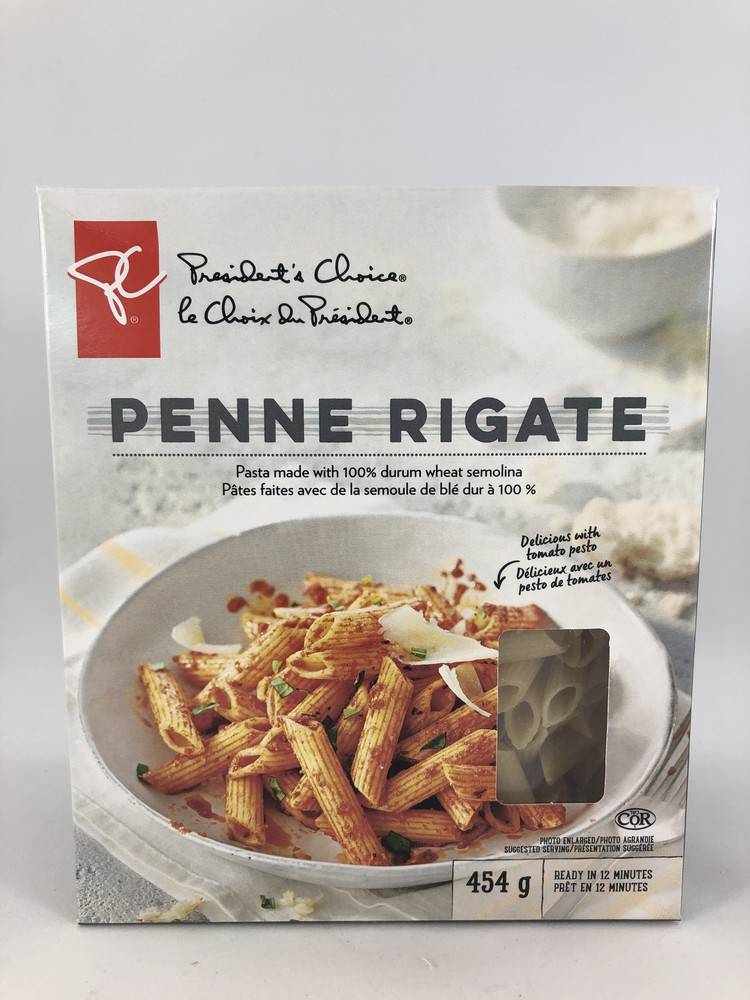 PC®
President's Choice®
le Choix du Président®
PENNE RIGATE
Pasta made with 100% durum wheat semolina
Pâtes faites avec de la semoule de blé dur à 100 %
Delicious with
tomato pesto
Délicieux avec un
pesto de tomates
COR
PHOTO ENLARGED/PHOTO AGRANDIE
SUGGESTED SERVING/PRÉSENTATION SUGGÉRÉE
454 g
READY IN 12 MINUTES
PRÊT EN 12 MINUTES